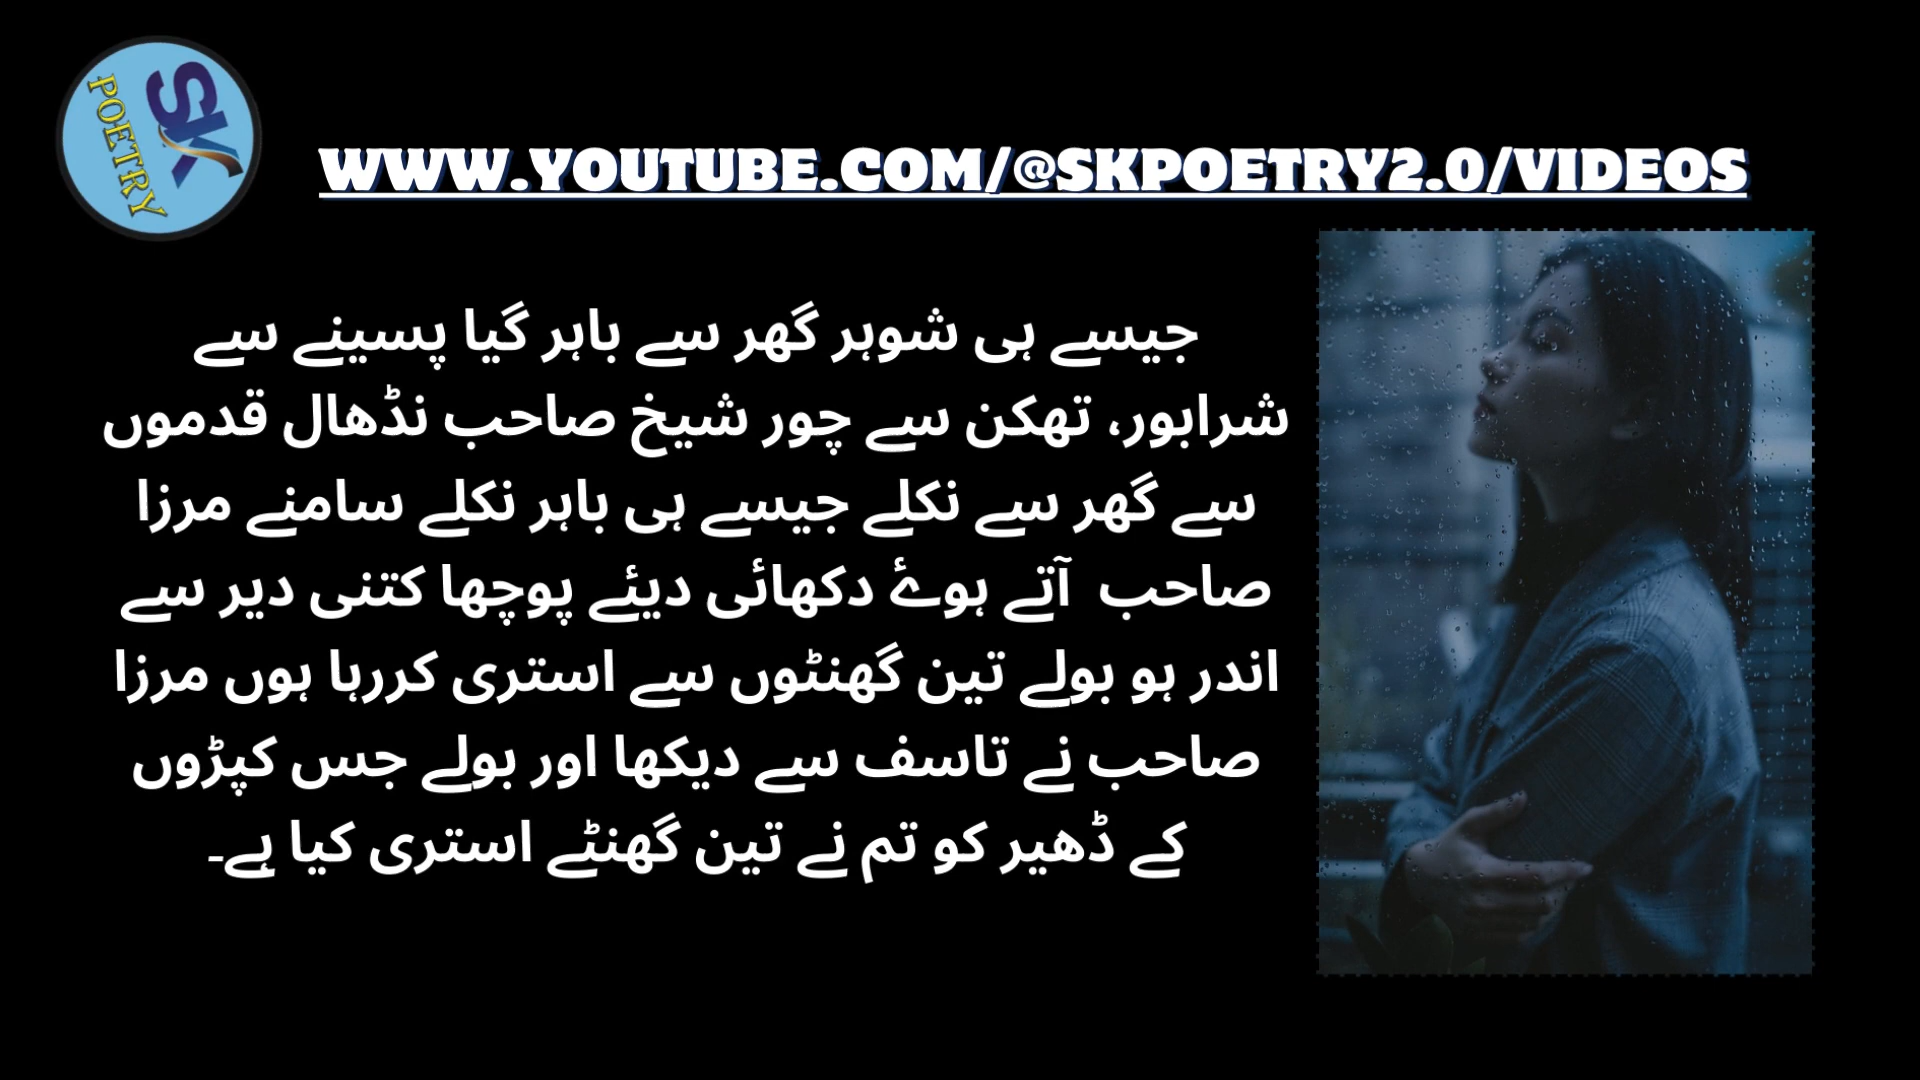 SK
POETRY
WWW.YOUTUBE.COM/@SKPOETRY2.0/VIDEOS
جیسے ہی شوہر گھر سے باہر گیا پسینے سے
شرابور، تھکن سے چور شیخ صاحب نڈھال قدموں
سے گھر سے نکلے جیسے ہی باہر نکلے سامنے مرزا
صاحب  آتے ہوۓ دکھائی دیئے پوچھا کتنی دیر سے
اندر ہو بولے تین گھنٹوں سے استری کررہا ہوں مرزا
صاحب نے تاسف سے دیکھا اور بولے جس کپڑوں
کے ڈھیر کو تم نے تین گھنٹے استری کیا ہے۔